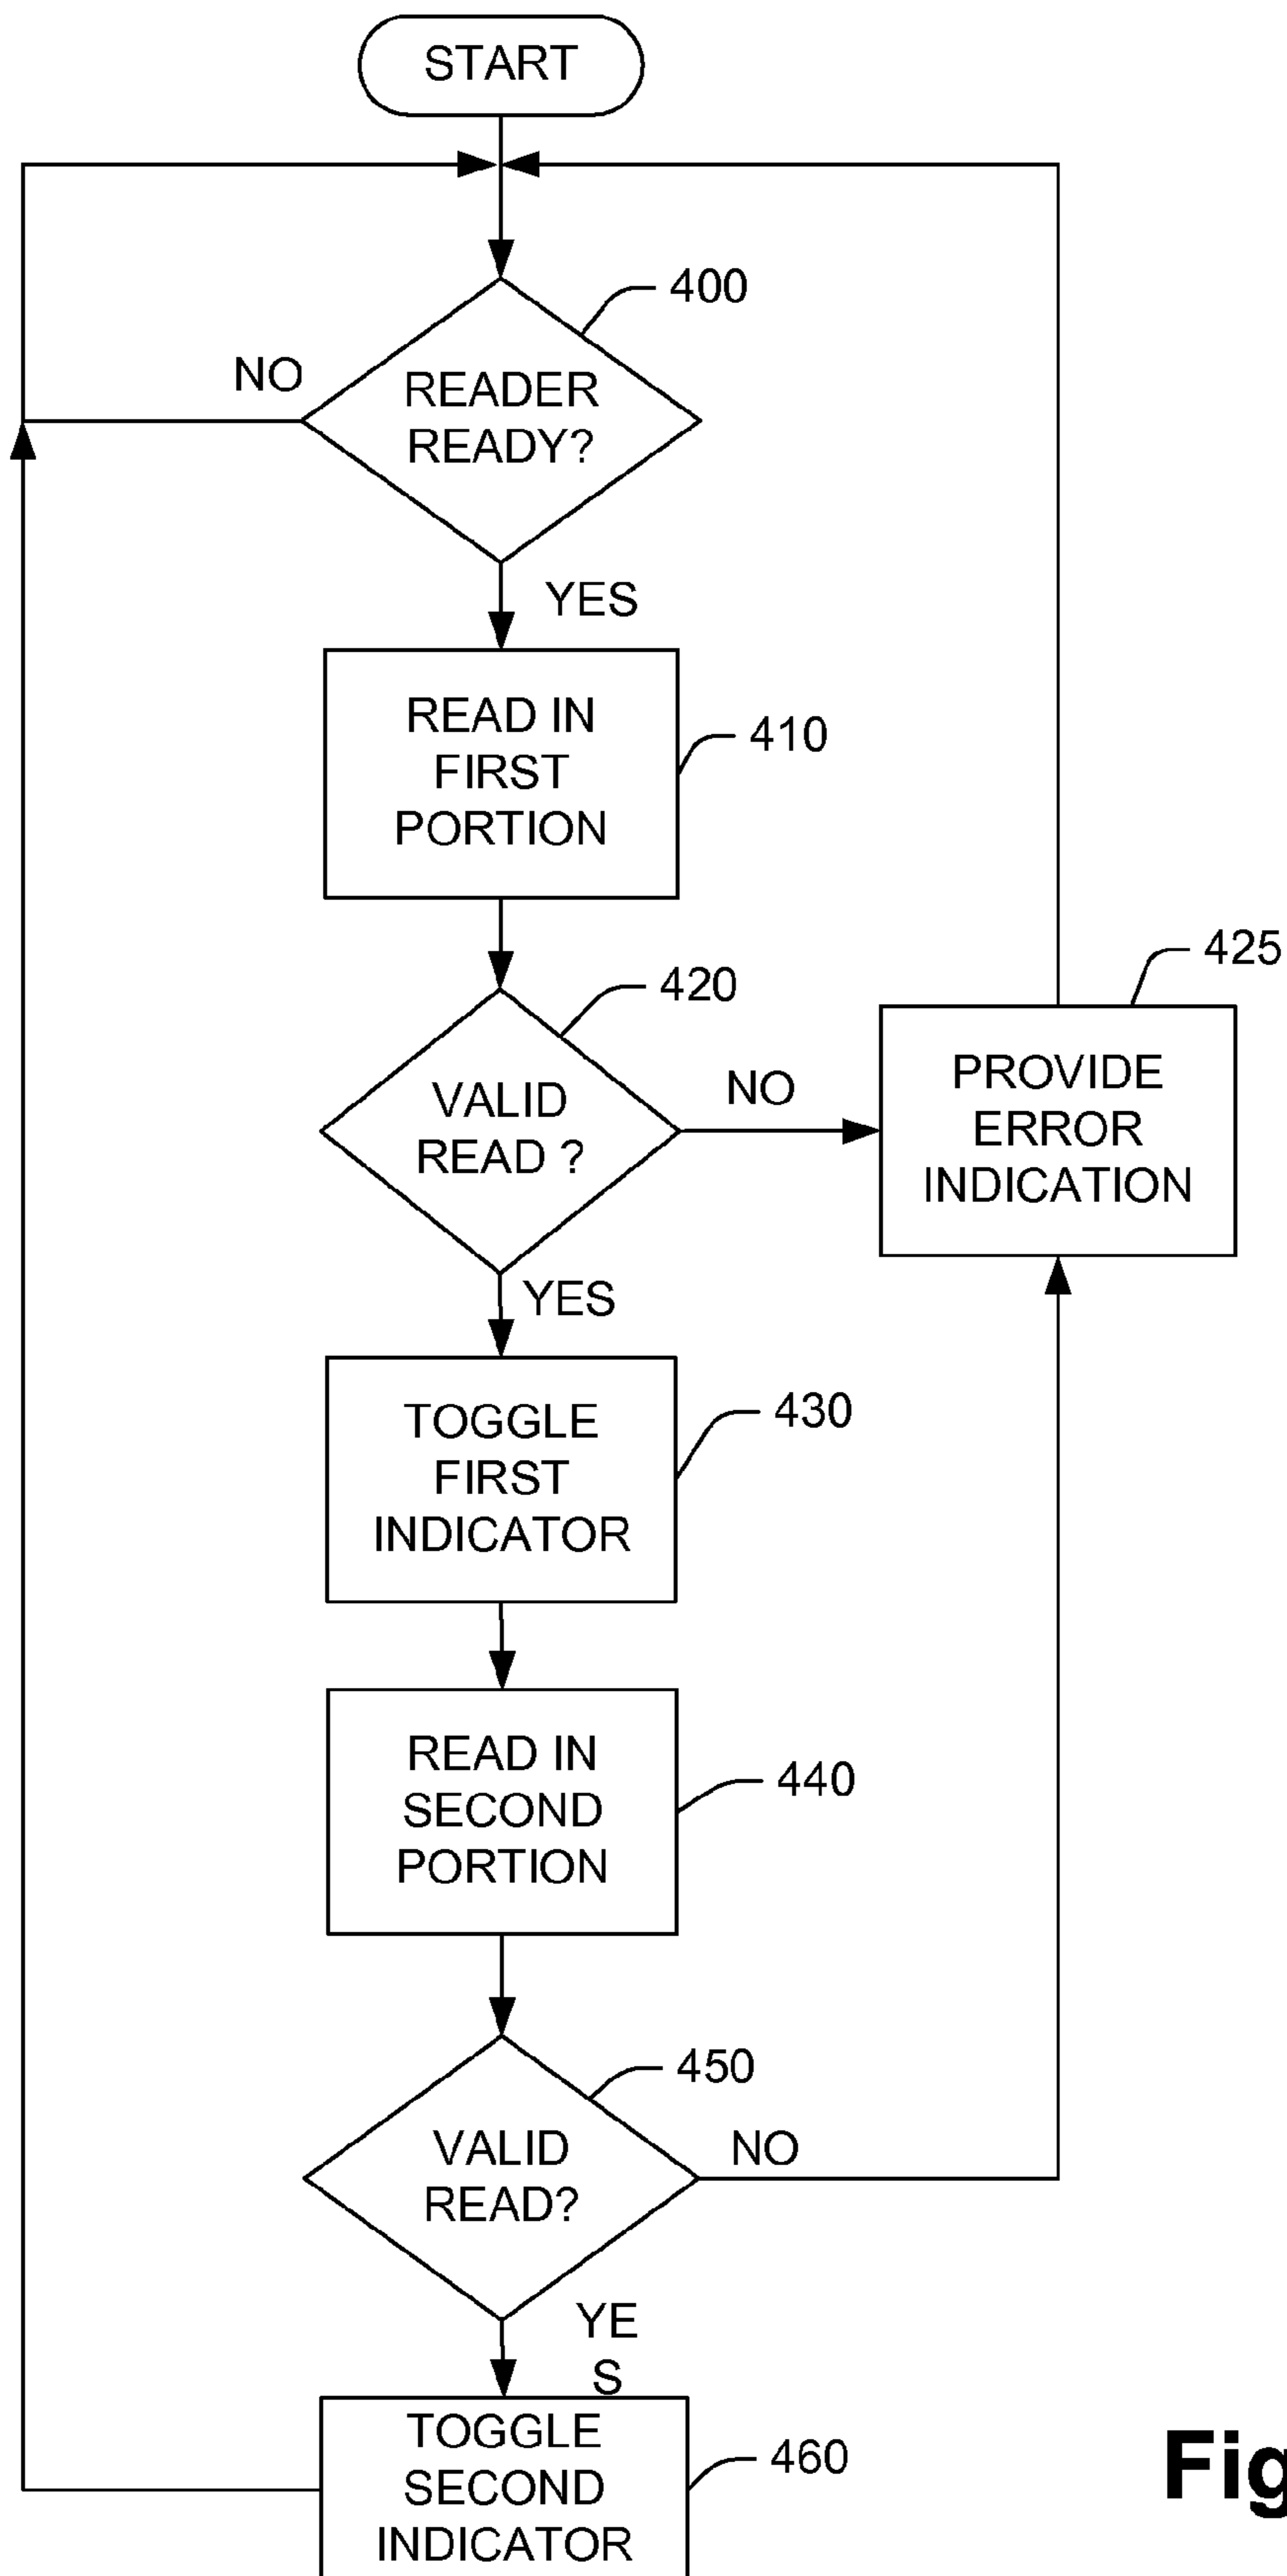 START
400
NO
READER
READY?
YES
READ IN
FIRST
PORTION
410
420
VALID
READ ?
NO
425
PROVIDE
ERROR
INDICATION
YES
TOGGLE
FIRST
INDICATOR
430
READ IN
SECOND
PORTION
440
450
VALID
READ?
NO
YE
S
TOGGLE
SECOND
INDICATOR
460
Fig